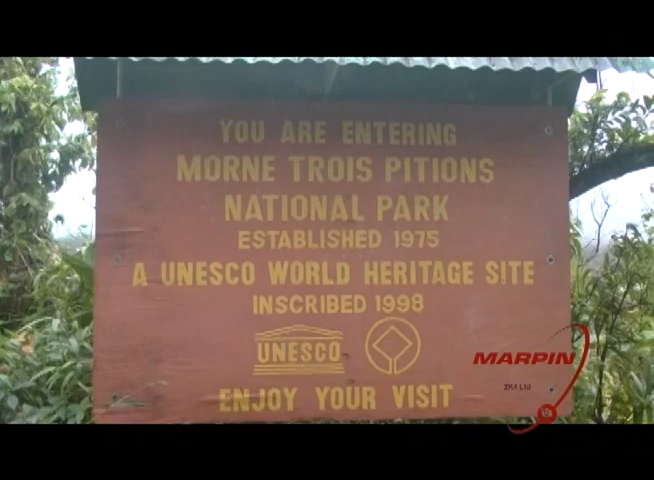 YOU ARE ENTERING
MORNE TROIS PITIONS
NATIONAL PARK
ESTABLISHED 1975
A UNESCO WORLD HERITAGE SITE
INSCRIBED 1998
UNESCO
ENJOY YOUR VISIT
MARPIN
2K4 Ltd